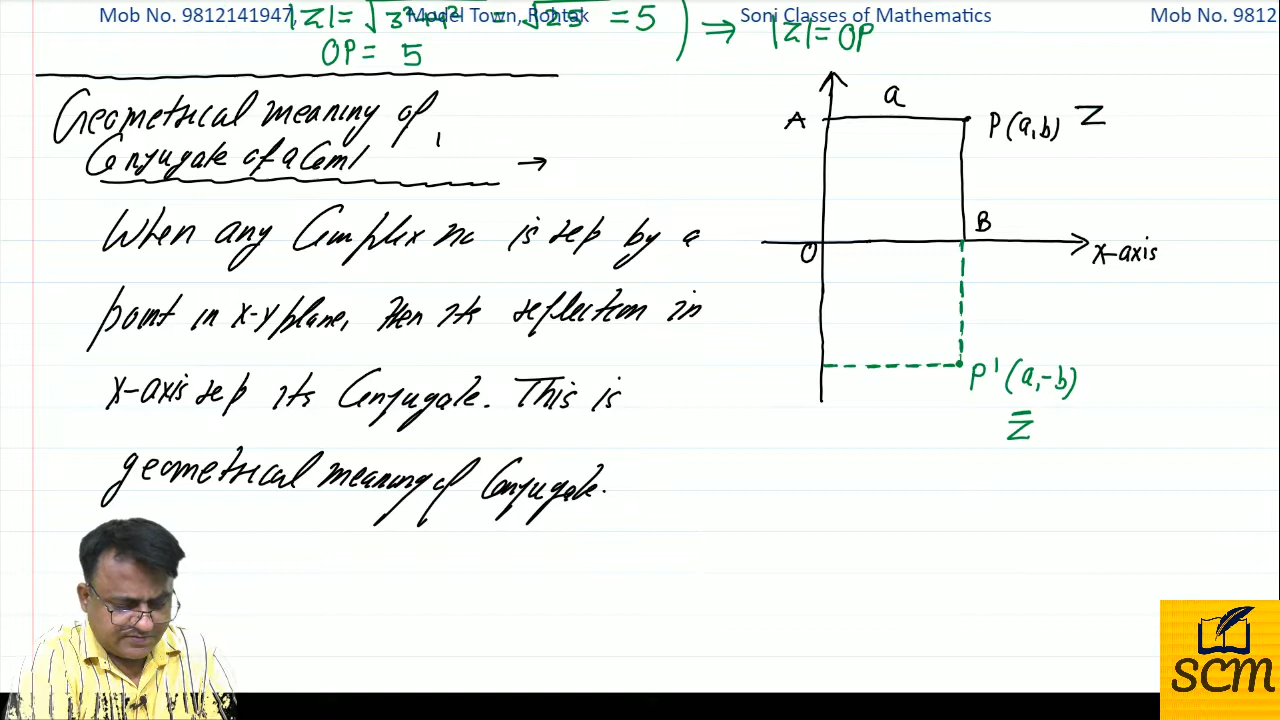 Mob No. 9812141947, Model Town, Rohtak Soni Classes of Mathematics Mob No. 9812
|Z| = √3²+4² = √25 = 5 ) ⇒ |Z| = OP
OP = 5
Geometrical meaning of
Conjugate of a Coml →
When any Complex no is rep by a
point in x-y plane, then its reflection in
x-axis rep its Conjugate. This is
geometrical meaning of Conjugate.
a
A P(a,b) Z
B
O x-axis
P'(a,-b)
Z̄
SCM